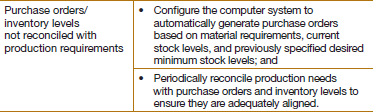 Purchase orders/
inventory levels
not reconciled with
production requirements
• Configure the computer system to
automatically generate purchase orders
based on material requirements, current
stock levels, and previously specified desired
minimum stock levels; and
• Periodically reconcile production needs
with purchase orders and inventory levels to
ensure they are adequately aligned.